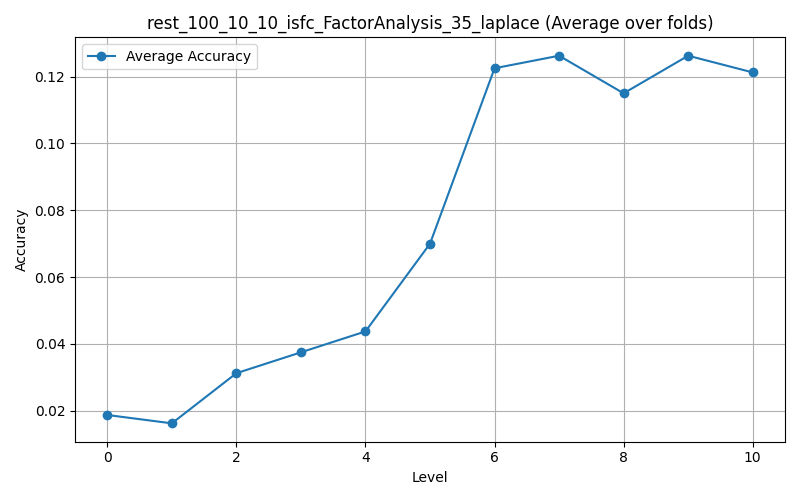 rest_100_10_10_isfc_FactorAnalysis_35_laplace (Average over folds)
Average Accuracy
Accuracy
0.12
0.10
0.08
0.06
0.04
0.02
0 2 4 6 8 10
Level